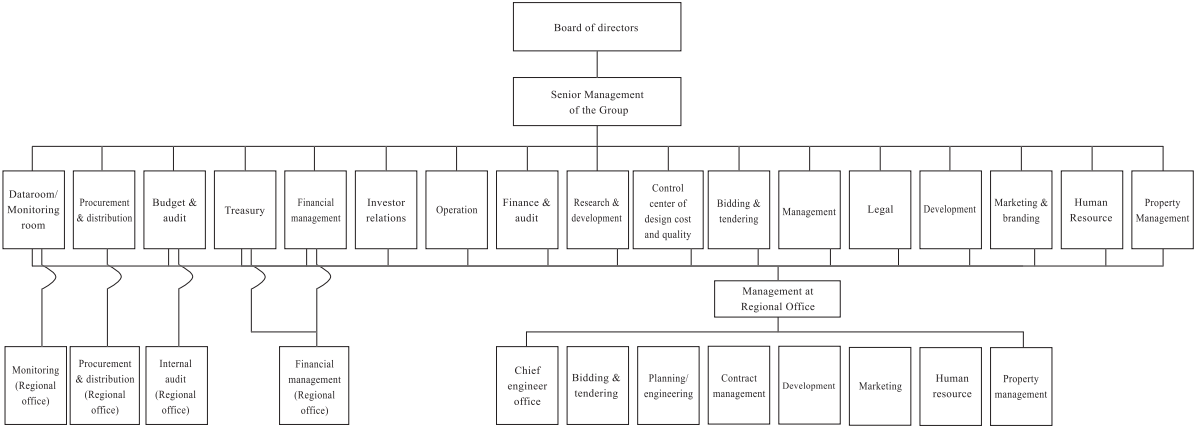 Board of directors
Senior Management
of the Group
Dataroom/
Monitoring
room
Procurement
& distribution
Budget &
audit
Treasury
Financial
management
Investor
relations
Operation
Finance &
audit
Research &
development
Control
center of
design cost
and quality
Bidding &
tendering
Management
Legal
Development
Marketing &
branding
Human
Resource
Property
Management
Management at
Regional Office
Monitoring
(Regional
office)
Procurement
& distribution
(Regional
office)
Internal
audit
(Regional
office)
Financial
management
(Regional
office)
Chief
engineer
office
Bidding &
tendering
Planning/
engineering
Contract
management
Development
Marketing
Human
resource
Property
management